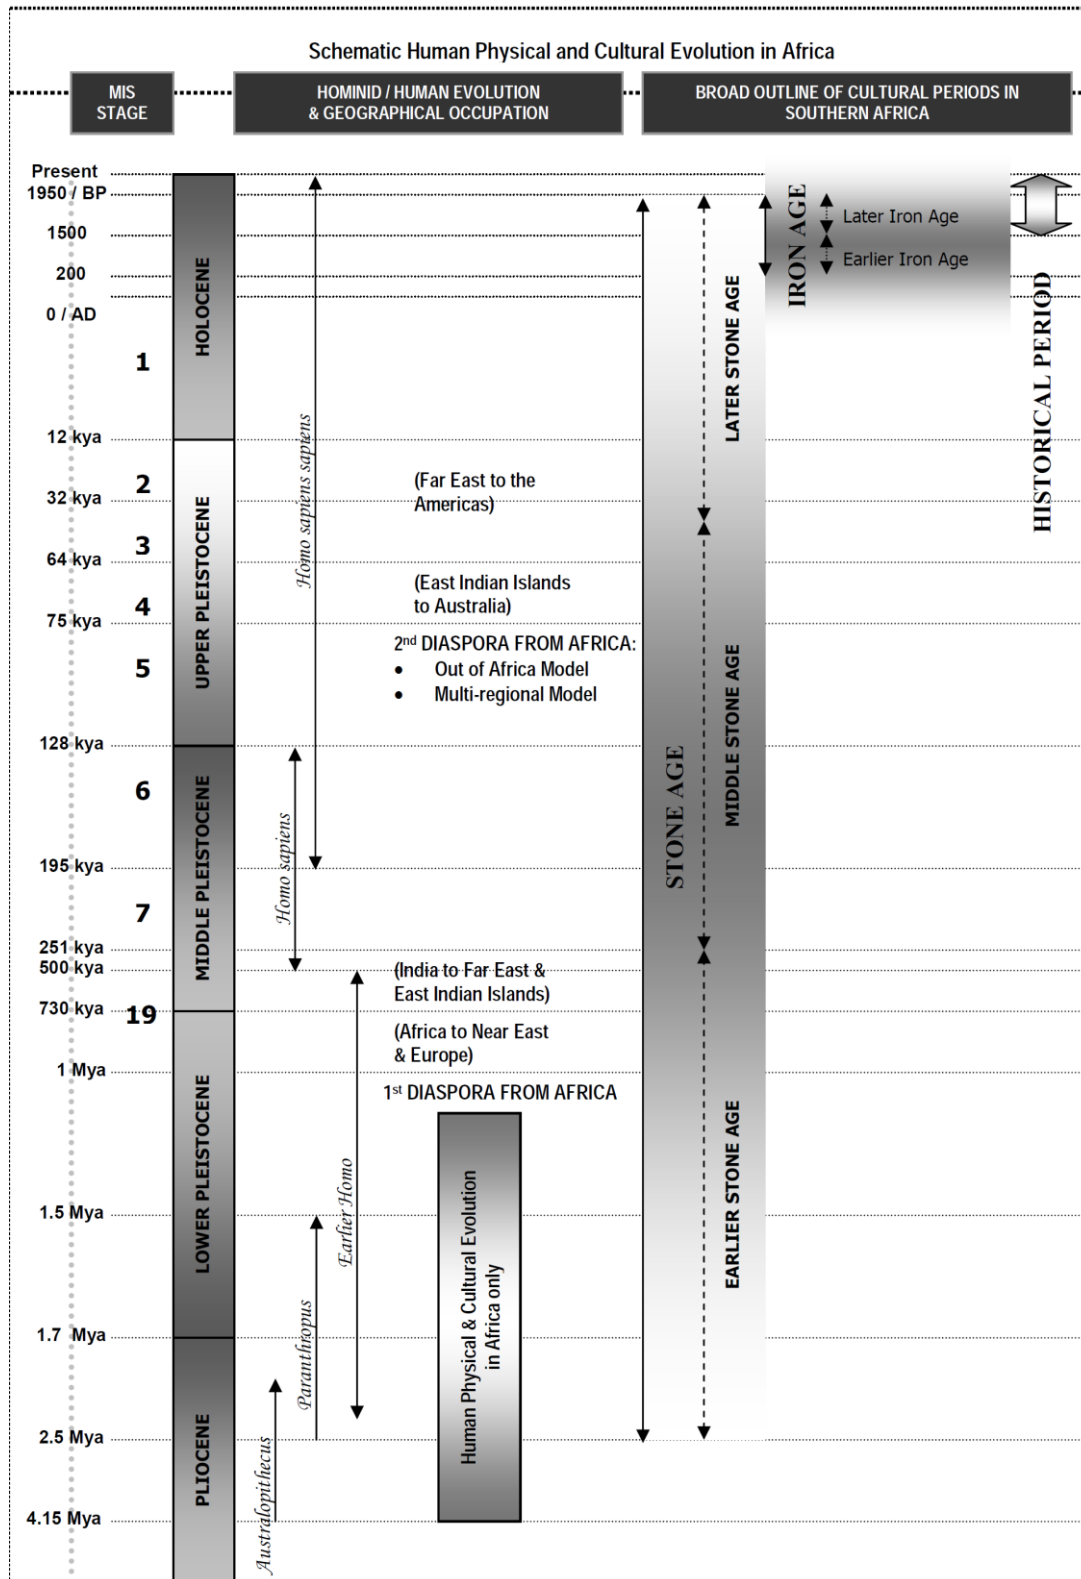 Schematic Human Physical and Cultural Evolution in Africa
MIS
STAGE
HOMINID / HUMAN EVOLUTION
& GEOGRAPHICAL OCCUPATION
BROAD OUTLINE OF CULTURAL PERIODS IN
SOUTHERN AFRICA
Present
1950 / BP
1500
200
0 / AD
1
12 kya
2
32 kya
3
64 kya
4
75 kya
5
128 kya
6
195 kya
7
251 kya
500 kya
730 kya
19
1 Mya
1.5 Mya
1.7 Mya
2.5 Mya
4.15 Mya
HOLOCENE
UPPER PLEISTOCENE
MIDDLE PLEISTOCENE
LOWER PLEISTOCENE
PLIOCENE
Homo sapiens sapiens
Homo sapiens
Earlier Homo
Paranthropus
Australopithecus
(Far East to the
Americas)
(East Indian Islands
to Australia)
2nd DIASPORA FROM AFRICA:
• Out of Africa Model
• Multi-regional Model
(India to Far East &
East Indian Islands)
(Africa to Near East
& Europe)
1st DIASPORA FROM AFRICA
Human Physical & Cultural Evolution
in Africa only
STONE AGE
LATER STONE AGE
MIDDLE STONE AGE
EARLIER STONE AGE
IRON AGE
Later Iron Age
Earlier Iron Age
HISTORICAL PERIOD